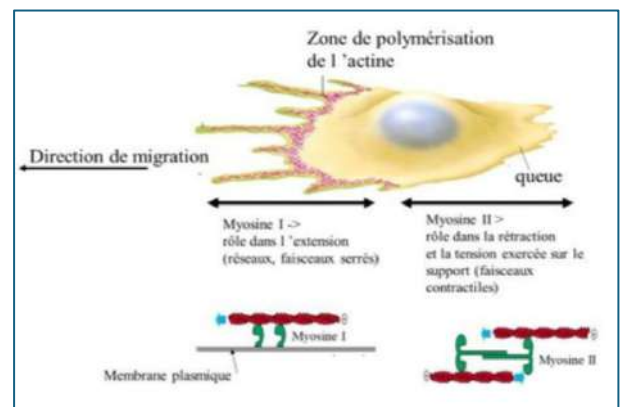 Zone de polymérisation
de l 'actine
Direction de migration
queue
Myosine I ->
rôle dans l 'extension
(réseaux, faisceaux serrés)
Myosine II >
rôle dans la rétraction
et la tension exercée sur le
support (faisceaux
contractiles)
Myosine I
Membrane plasmique
Myosine II